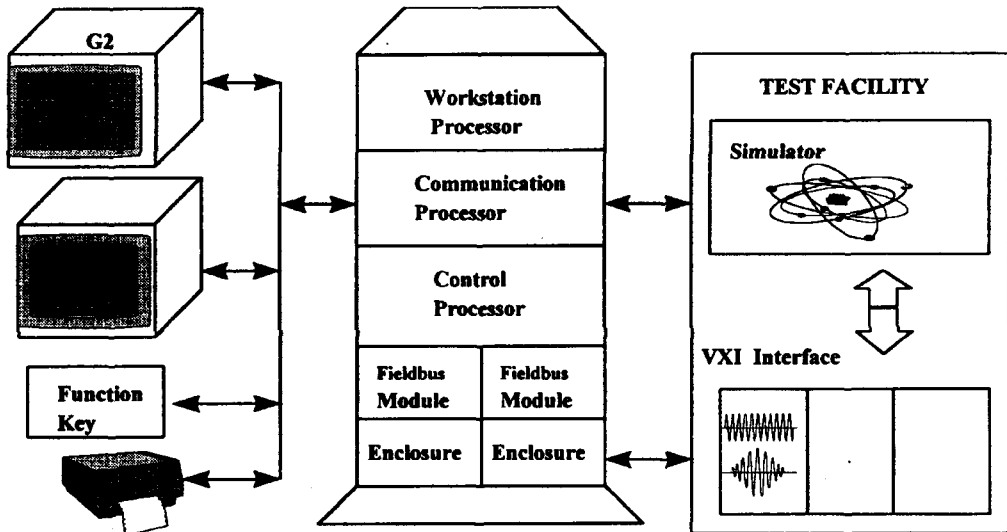 G2
Function
Key
Workstation
Processor
Communication
Processor
Control
Processor
Fieldbus
Module
Fieldbus
Module
Enclosure
Enclosure
TEST FACILITY
Simulator
VXI Interface